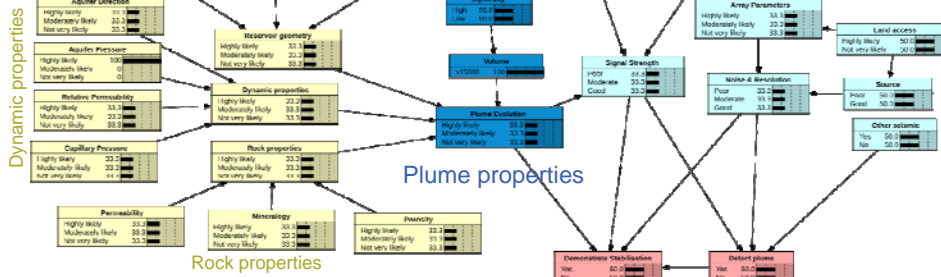 Aquifer Direction
Highly likely 33.3
Moderately likely 33.3
Not very likely 33.3
High 50.0
Low 50.0
Array Parameters
Highly likely 33.3
Moderately likely 33.3
Not very likely 33.3
Reservoir geometry
Highly likely 33.3
Moderately likely 33.3
Not very likely 33.3
Land access
Highly likely 50.0
Not very likely 50.0
Aquifer Pressure
Highly likely 100
Moderately likely 0
Not very likely 0
Volume
100
Signal Strength
Poor 33.3
Moderate 33.3
Good 33.3
Noise & Resolution
Poor 33.3
Moderate 33.3
Good 33.3
Source
Poor 50.0
Good 50.0
Dynamic properties
Relative Permeability
Highly likely 33.3
Moderately likely 33.3
Not very likely 33.3
Dynamic properties
Highly likely 33.3
Moderately likely 33.3
Not very likely 33.3
Plume Evolution
Highly likely 33.3
Moderately likely 33.3
Not very likely 33.3
Other seismic
Yes 50.0
No 50.0
Capillary Pressure
Highly likely 33.3
Moderately likely 33.3
Not very likely 33.3
Rock properties
Highly likely 33.3
Moderately likely 33.3
Not very likely 33.3
Plume properties
Permeability
Highly likely 33.3
Moderately likely 33.3
Not very likely 33.3
Mineralogy
Highly likely 33.3
Moderately likely 33.3
Not very likely 33.3
Porosity
Highly likely 33.3
Moderately likely 33.3
Not very likely 33.3
Rock properties
Demonstrate Stabilisation
Yes 50.0
Detect plume
Yes 50.0